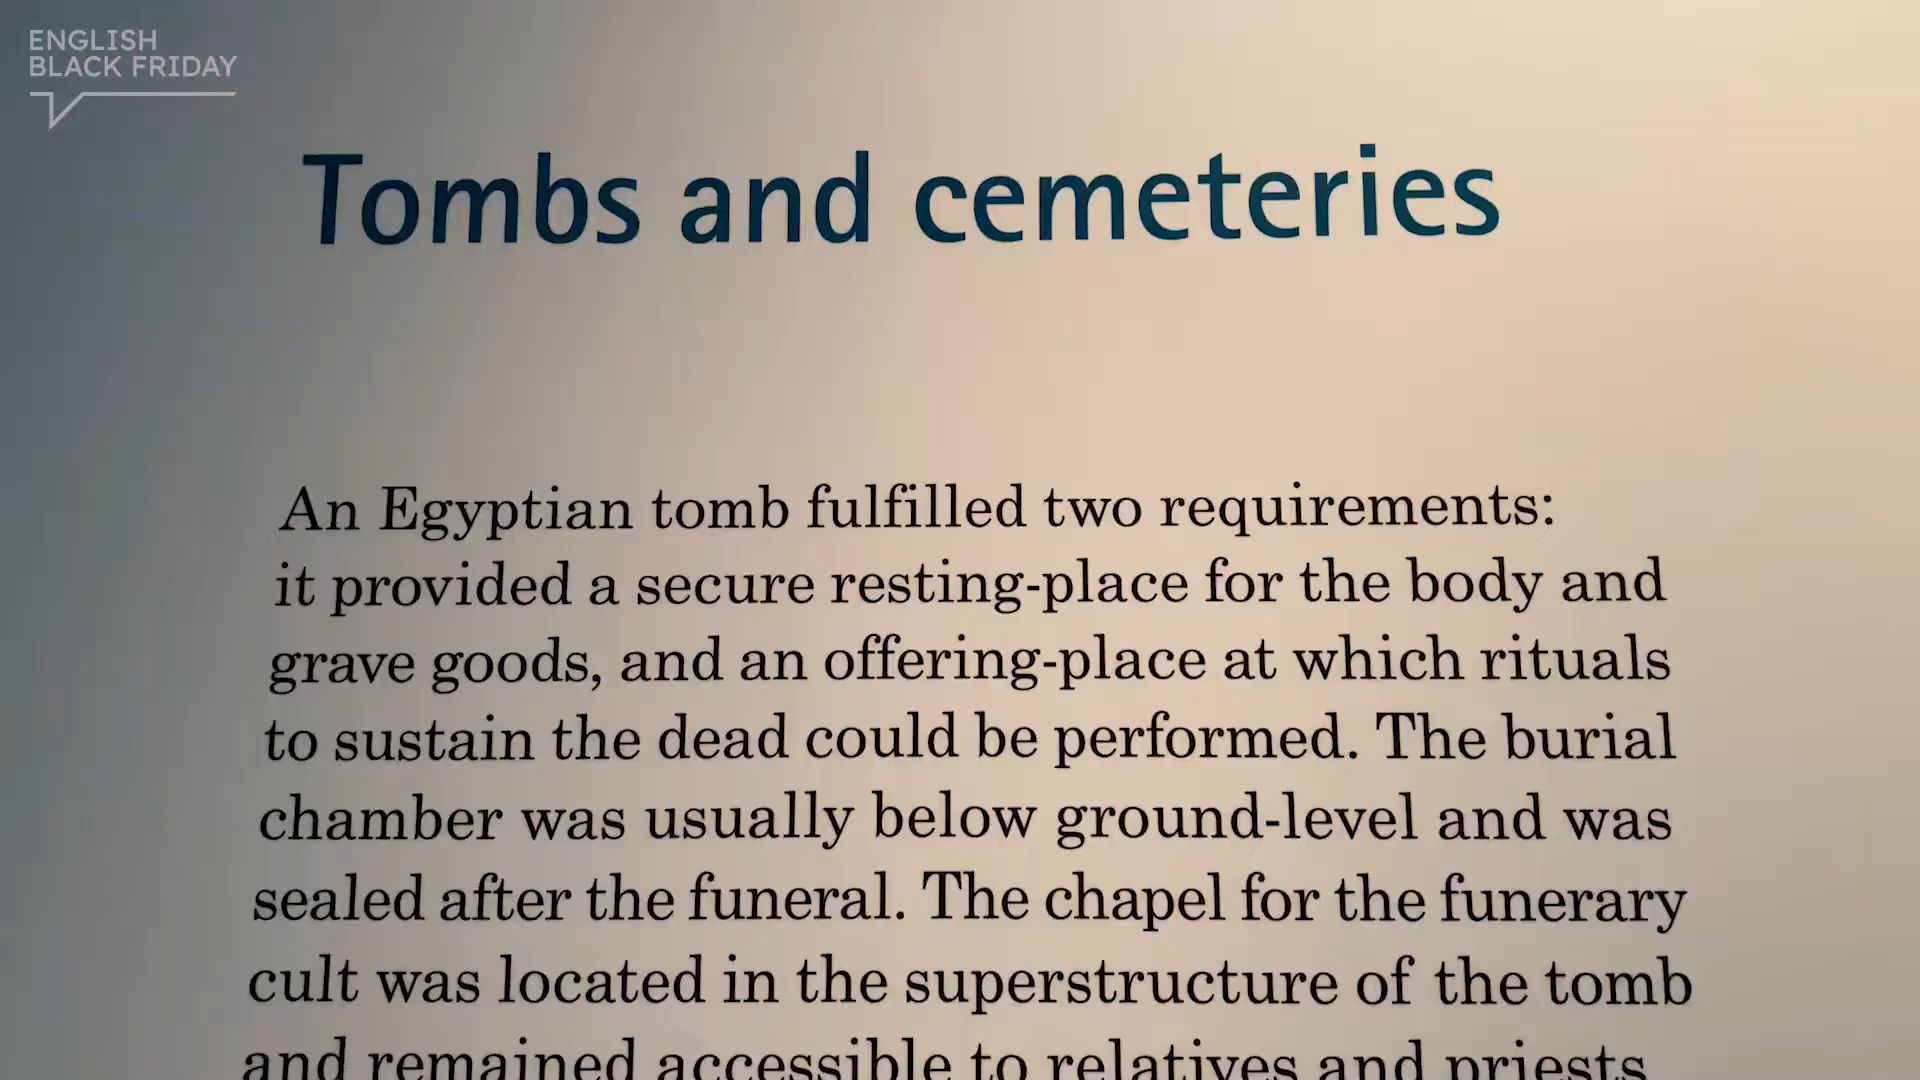 ENGLISH
BLACK FRIDAY
Tombs and cemeteries
An Egyptian tomb fulfilled two requirements:
it provided a secure resting-place for the body and
grave goods, and an offering-place at which rituals
to sustain the dead could be performed. The burial
chamber was usually below ground-level and was
sealed after the funeral. The chapel for the funerary
cult was located in the superstructure of the tomb
and remained accessible to relatives and priests